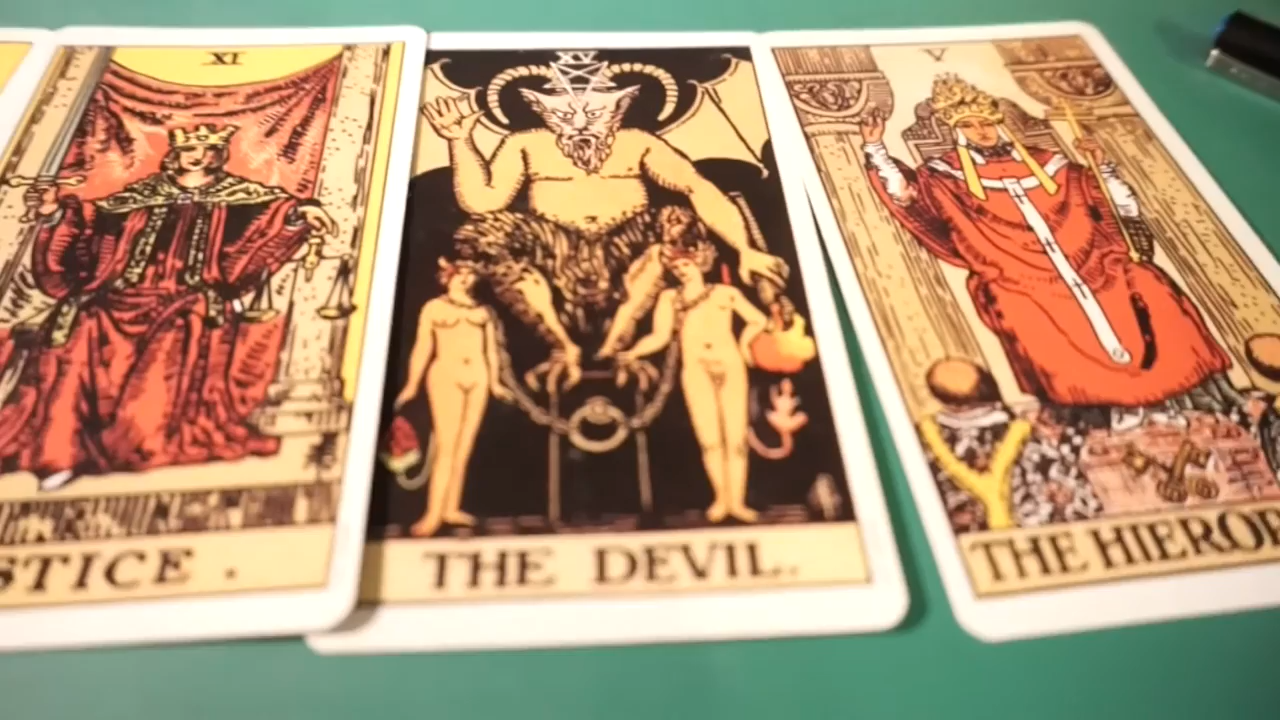 XI
STICE.
XV
THE DEVIL.
V
THE HIEROP